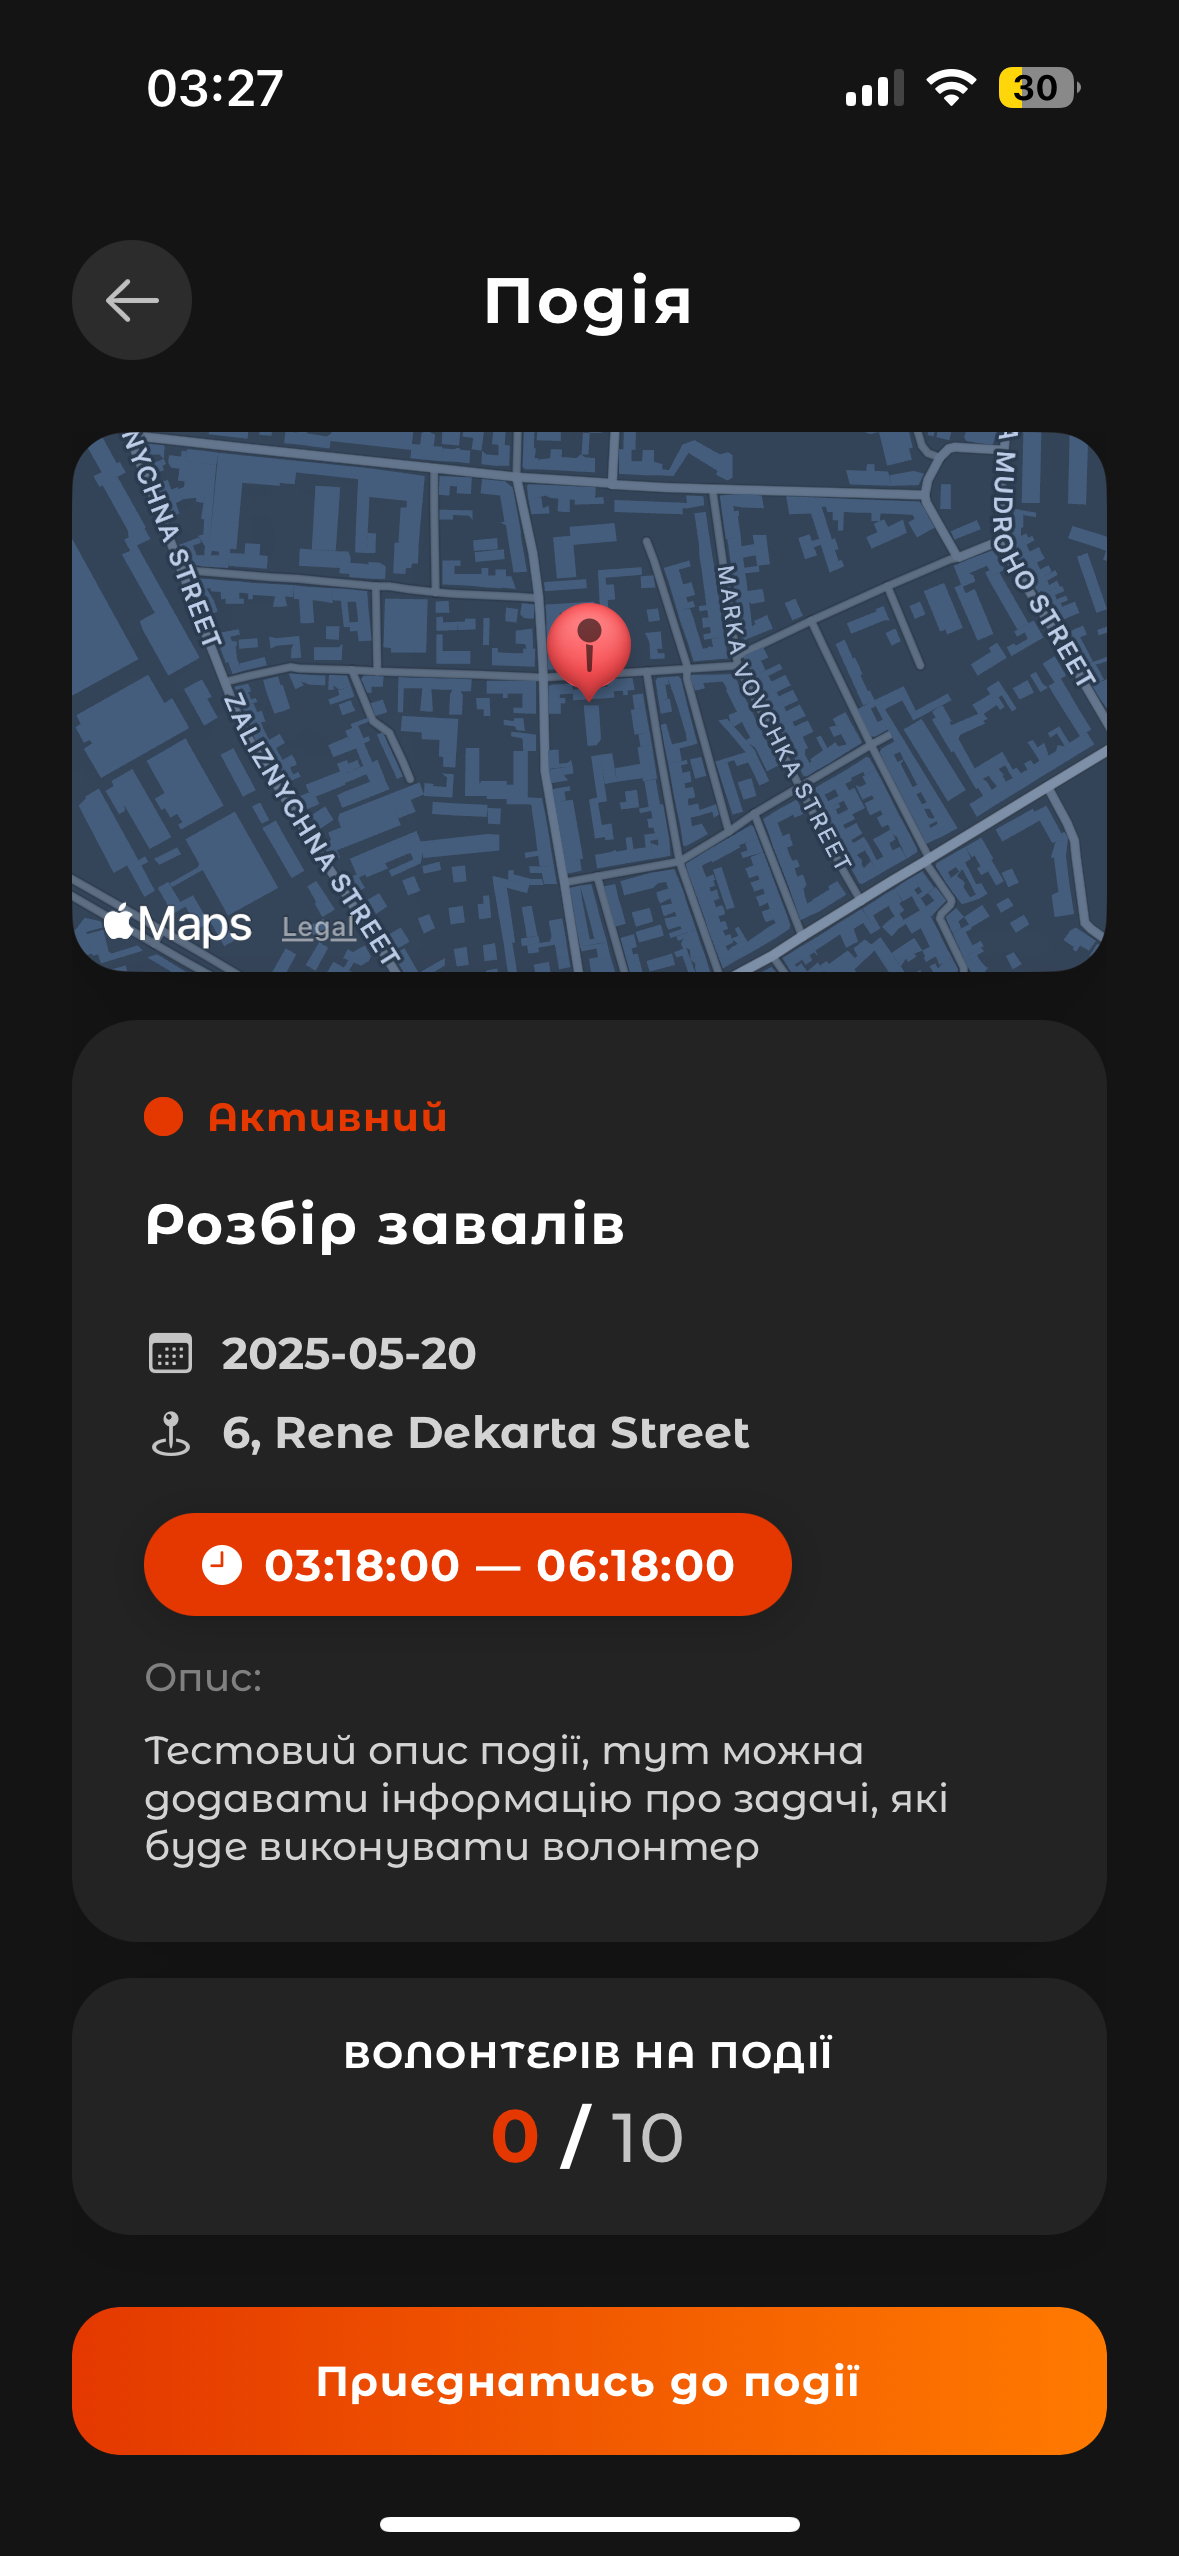 03:27
30
Подія
NYCHNA STREET
MUDROHO STREET
MARKA VOVCHKA STREET
ZALIZNYCHNA STREET
Maps Legal
Активний
Розбір завалів
2025-05-20
6, Rene Dekarta Street
03:18:00 — 06:18:00
Опис:
Тестовий опис події, тут можна
додавати інформацію про задачі, які
буде виконувати волонтер
ВОЛОНТЕРІВ НА ПОДІЇ
0 / 10
Приєднатись до події